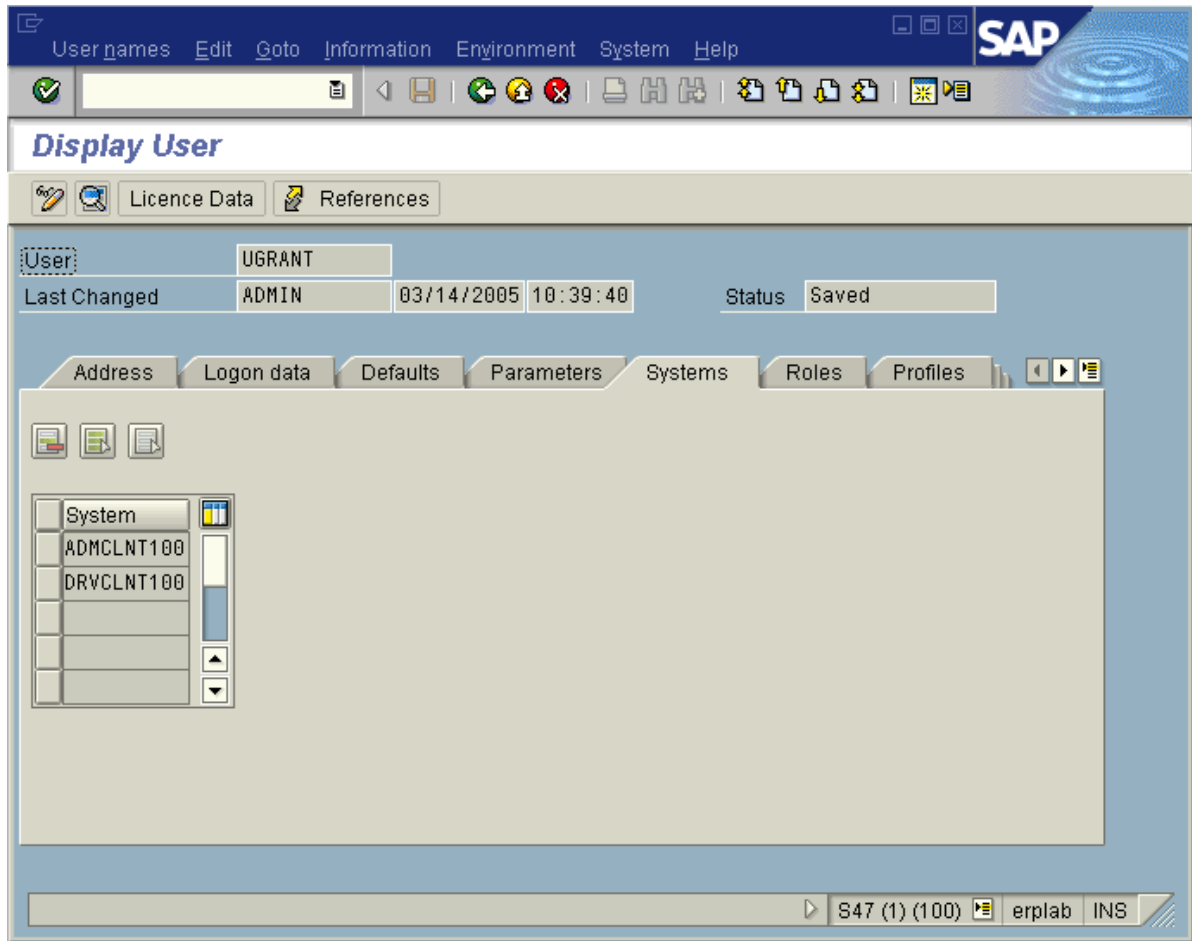 User names Edit Goto Information Environment System Help
SAP
Display User
Licence Data References
User UGRANT
Last Changed ADMIN 03/14/2005 10:39:40 Status Saved
Address Logon data Defaults Parameters Systems Roles Profiles
System
ADMCLNT100
DRVCLNT100
S47 (1) (100) erplab INS